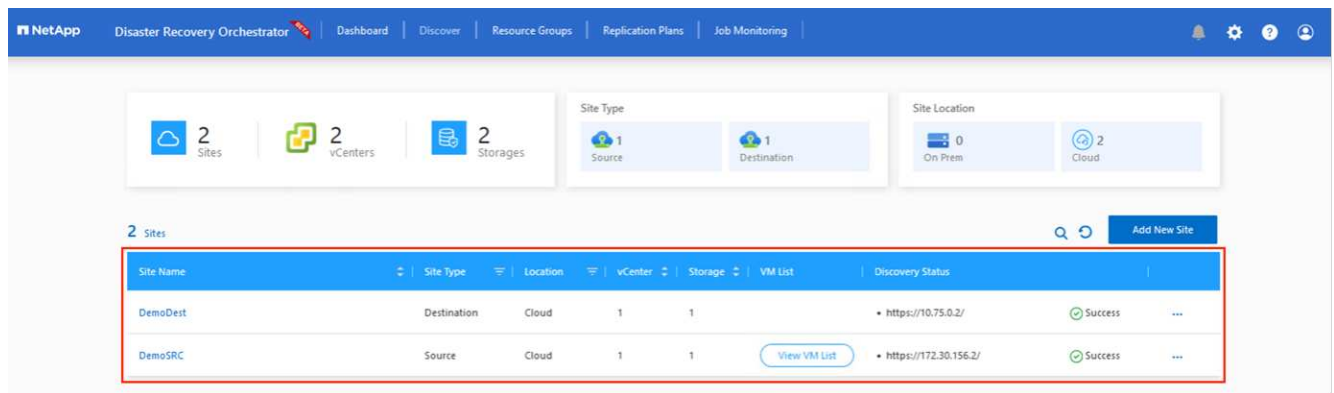 NetApp Disaster Recovery Orchestrator Dashboard Discover Resource Groups Replication Plans Job Monitoring
2 Sites
2 vCenters
2 Storages
Site Type
1 Source
1 Destination
Site Location
0 On Prem
2 Cloud
2 Sites
Add New Site
Site Name Site Type Location vCenter Storage VM List Discovery Status
DemoDest Destination Cloud 1 1 • https://10.75.0.2/ Success ...
DemoSRC Source Cloud 1 1 View VM List • https://172.30.156.2/ Success ...